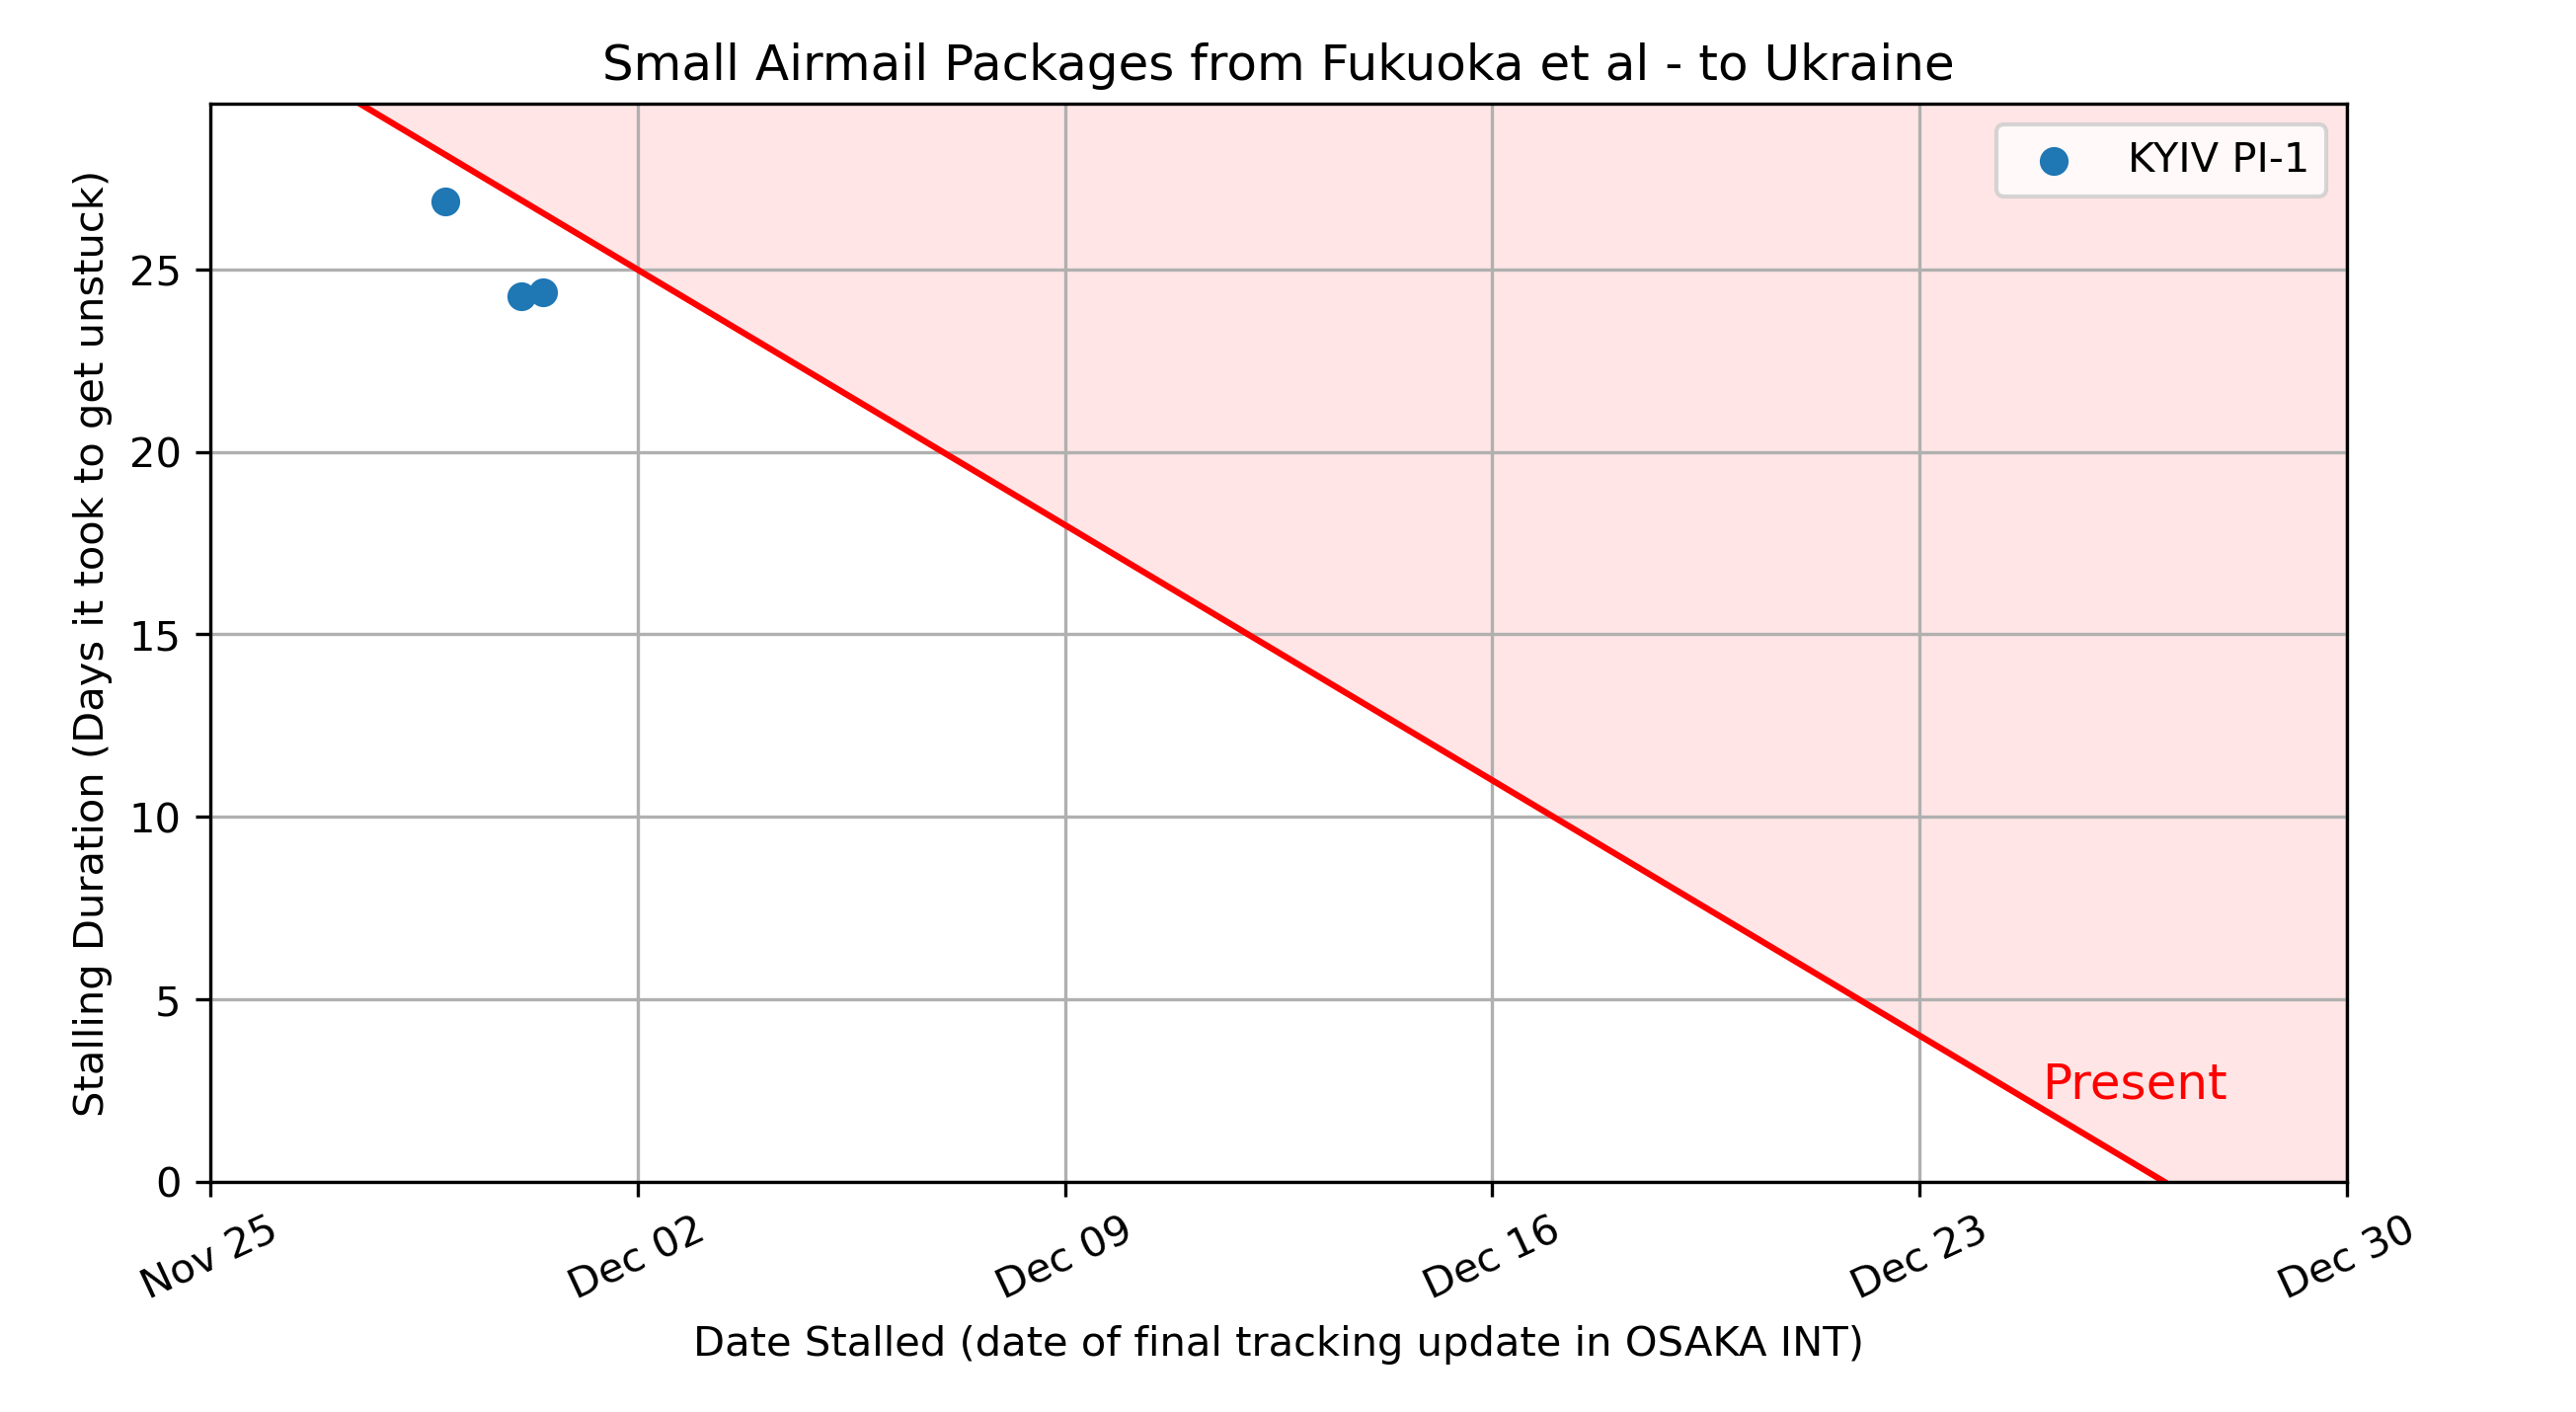 Small Airmail Packages from Fukuoka et al - to Ukraine
KYIV PI-1
Stalling Duration (Days it took to get unstuck)
25
20
15
10
5
0
Present
Nov 25
Dec 02
Dec 09
Dec 16
Dec 23
Dec 30
Date Stalled (date of final tracking update in OSAKA INT)